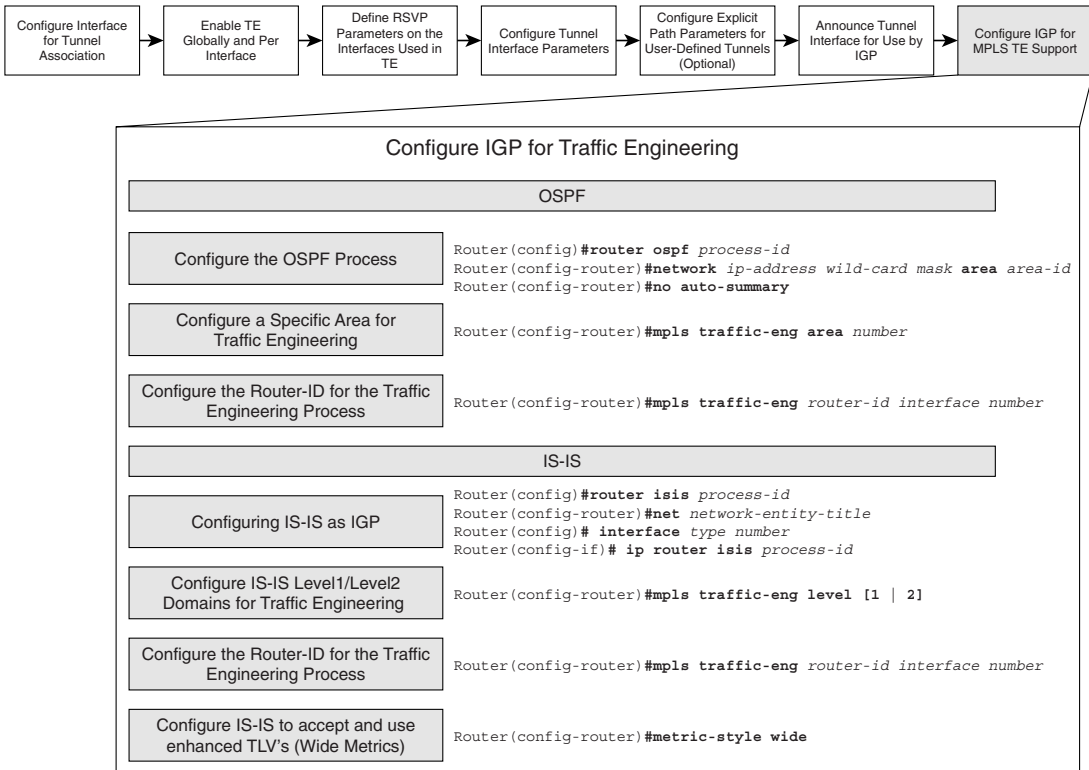 Configure Interface
for Tunnel
Association
Enable TE
Globally and Per
Interface
Define RSVP
Parameters on the
Interfaces Used in
TE
Configure Tunnel
Interface Parameters
Configure Explicit
Path Parameters for
User-Defined Tunnels
(Optional)
Announce Tunnel
Interface for Use by
IGP
Configure IGP for
MPLS TE Support
Configure IGP for Traffic Engineering
OSPF
Configure the OSPF Process
Router(config)#router ospf process-id
Router(config-router)#network ip-address wild-card mask area area-id
Router(config-router)#no auto-summary
Configure a Specific Area for
Traffic Engineering
Router(config-router)#mpls traffic-eng area number
Configure the Router-ID for the Traffic
Engineering Process
Router(config-router)#mpls traffic-eng router-id interface number
IS-IS
Configuring IS-IS as IGP
Router(config)#router isis process-id
Router(config-router)#net network-entity-title
Router(config)# interface type number
Router(config-if)# ip router isis process-id
Configure IS-IS Level1/Level2
Domains for Traffic Engineering
Router(config-router)#mpls traffic-eng level [1 | 2]
Configure the Router-ID for the Traffic
Engineering Process
Router(config-router)#mpls traffic-eng router-id interface number
Configure IS-IS to accept and use
enhanced TLV's (Wide Metrics)
Router(config-router)#metric-style wide